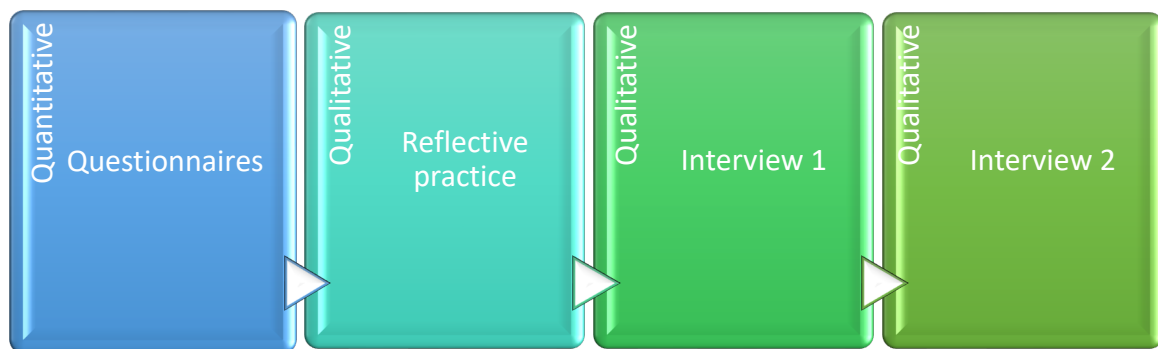 Quantitative
Questionnaires
Qualitative
Reflective
practice
Qualitative
Interview 1
Qualitative
Interview 2